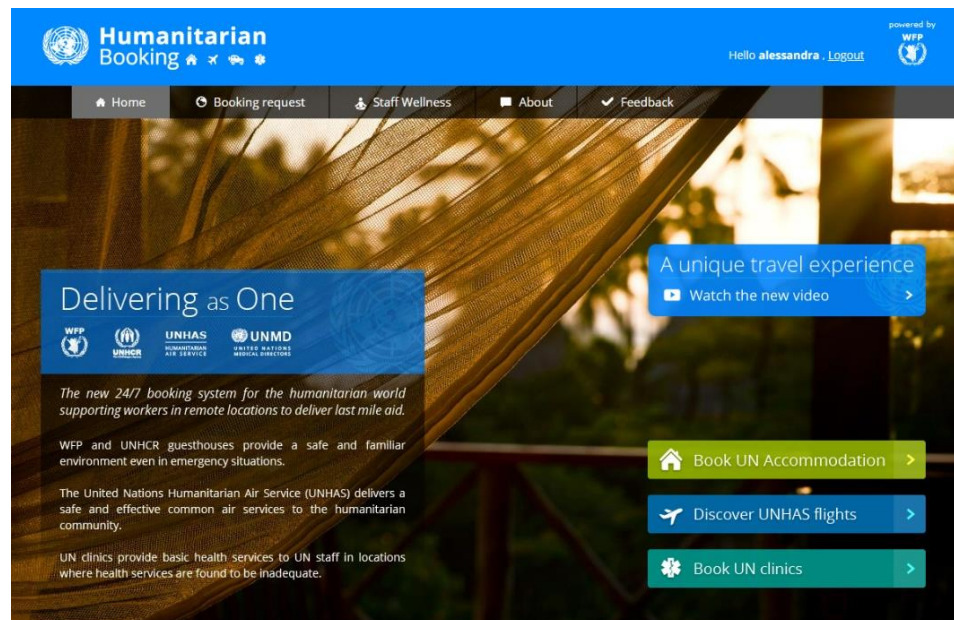 Humanitarian
Booking
powered by
WFP
Hello alessandra . Logout
Home
Booking request
Staff Wellness
About
Feedback
A unique travel experience
Watch the new video
Delivering as One
WFP
UNHCR
UNHAS
HUMANITARIAN
AIR SERVICE
UNMD
UNITED NATIONS
MEDICAL DIRECTORS
The new 24/7 booking system for the humanitarian world
supporting workers in remote locations to deliver last mile aid.
WFP and UNHCR guesthouses provide a safe and familiar
environment even in emergency situations.
The United Nations Humanitarian Air Service (UNHAS) delivers a
safe and effective common air services to the humanitarian
community.
UN clinics provide basic health services to UN staff in locations
where health services are found to be inadequate.
Book UN Accommodation
Discover UNHAS flights
Book UN clinics